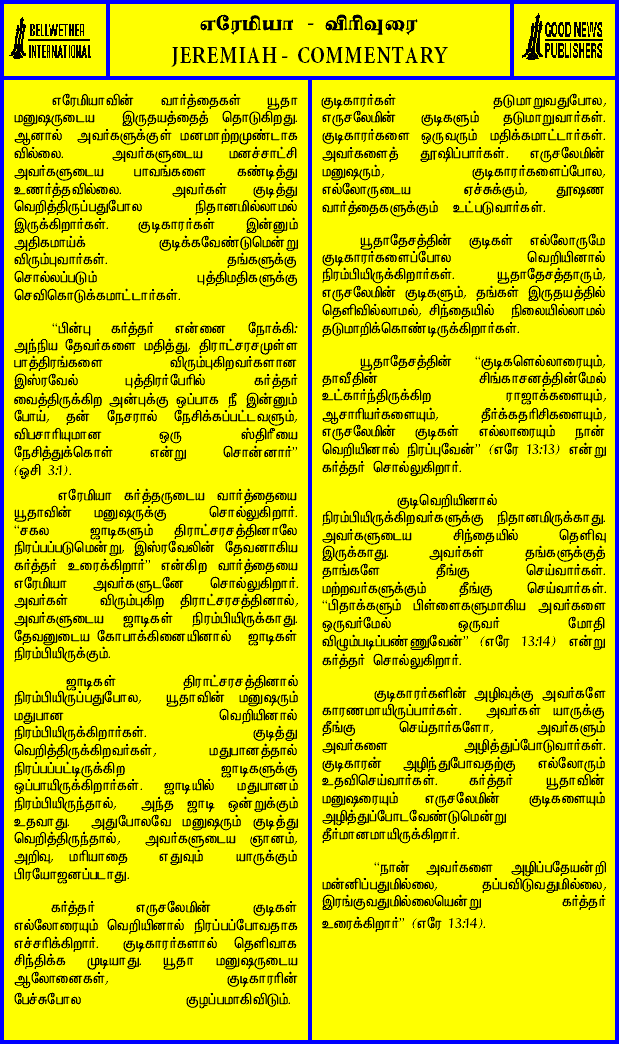 BELLWETHER
INTERNATIONAL
எரேமியா - விரிவுரை
JEREMIAH - COMMENTARY
GOOD NEWS
PUBLISHERS
எரேமியாவின் வார்த்தைகள் யூதா
மனுஷருடைய இருதயத்தைத் தொடுகிறது.
ஆனால் அவர்களுக்குள் மனமாற்றமுண்டாக
வில்லை. அவர்களுடைய மனச்சாட்சி
அவர்களுடைய பாவங்களை கண்டித்து
உணர்த்தவில்லை. அவர்கள் குடித்து
வெறித்திருப்பதுபோல நிதானமில்லாமல்
இருக்கிறார்கள். குடிகாரர்கள் இன்னும்
அதிகமாய்க் குடிக்கவேண்டுமென்று
விரும்புவார்கள். தங்களுக்கு
சொல்லப்படும் புத்திமதிகளுக்கு
செவிகொடுக்கமாட்டார்கள்.
“பின்பு கர்த்தர் என்னை நோக்கி:
அந்நிய தேவர்களை மதித்து, திராட்சரசமுள்ள
பாத்திரங்களை விரும்புகிறவர்களான
இஸ்ரவேல் புத்திரர்பேரில் கர்த்தர்
வைத்திருக்கிற அன்புக்கு ஒப்பாக நீ இன்னும்
போய், தன் நேசரால் நேசிக்கப்பட்டவளும்,
விபசாரியுமான ஒரு ஸ்திரீயை
நேசித்துக்கொள் என்று சொன்னார்”
(ஓசி 3:1).
எரேமியா கர்த்தருடைய வார்த்தையை
யூதாவின் மனுஷருக்கு சொல்லுகிறார்.
“சகல ஜாடிகளும் திராட்சரசத்தினாலே
நிரப்பப்படுமென்று, இஸ்ரவேலின் தேவனாகிய
கர்த்தர் உரைக்கிறார்” என்கிற வார்த்தையை
எரேமியா அவர்களுடனே சொல்லுகிறார்.
அவர்கள் விரும்புகிற திராட்சரசத்தினால்,
அவர்களுடைய ஜாடிகள் நிரம்பியிருக்காது.
தேவனுடைய கோபாக்கினையினால் ஜாடிகள்
நிரம்பியிருக்கும்.
ஜாடிகள் திராட்சரசத்தினால்
நிரம்பியிருப்பதுபோல, யூதாவின் மனுஷரும்
மதுபான வெறியினால்
நிரம்பியிருக்கிறார்கள். குடித்து
வெறித்திருக்கிறவர்கள், மதுபானத்தால்
நிரப்பப்பட்டிருக்கிற ஜாடிகளுக்கு
ஒப்பாயிருக்கிறார்கள். ஜாடியில் மதுபானம்
நிரம்பியிருந்தால், அந்த ஜாடி ஒன்றுக்கும்
உதவாது. அதுபோலவே மனுஷரும் குடித்து
வெறித்திருந்தால், அவர்களுடைய ஞானம்,
அறிவு, மரியாதை எதுவும் யாருக்கும்
பிரயோஜனப்படாது.
கர்த்தர் எருசலேமின் குடிகள்
எல்லோரையும் வெறியினால் நிரப்பப்போவதாக
எச்சரிக்கிறார். குடிகாரர்களால் தெளிவாக
சிந்திக்க முடியாது. யூதா மனுஷருடைய
ஆலோனைகள், குடிகாரரின்
பேச்சுபோல குழப்பமாகிவிடும்.
குடிகாரர்கள் தடுமாறுவதுபோல,
எருசலேமின் குடிகளும் தடுமாறுவார்கள்.
குடிகாரர்களை ஒருவரும் மதிக்கமாட்டார்கள்.
அவர்களைத் தூஷிப்பார்கள். எருசலேமின்
மனுஷரும், குடிகாரர்களைப்போல,
எல்லோருடைய ஏச்சுக்கும், தூஷண
வார்த்தைகளுக்கும் உட்படுவார்கள்.
யூதாதேசத்தின் குடிகள் எல்லோருமே
குடிகாரர்களைப்போல வெறியினால்
நிரம்பியிருக்கிறார்கள். யூதாதேசத்தாரும்,
எருசலேமின் குடிகளும், தங்கள் இருதயத்தில்
தெளிவில்லாமல், சிந்தையில் நிலையில்லாமல்
தடுமாறிக்கொண்டிருக்கிறார்கள்.
யூதாதேசத்தின் “குடிகளெல்லாரையும்,
தாவீதின் சிங்காசனத்தின்மேல்
உட்கார்ந்திருக்கிற ராஜாக்களையும்,
ஆசாரியர்களையும், தீர்க்கதரிசிகளையும்,
எருசலேமின் குடிகள் எல்லாரையும் நான்
வெறியினால் நிரப்புவேன்” (எரே 13:13) என்று
கர்த்தர் சொல்லுகிறார்.
குடிவெறியினால்
நிரம்பியிருக்கிறவர்களுக்கு நிதானமிருக்காது.
அவர்களுடைய சிந்தையில் தெளிவு
இருக்காது. அவர்கள் தங்களுக்குத்
தாங்களே தீங்கு செய்வார்கள்.
மற்றவர்களுக்கும் தீங்கு செய்வார்கள்.
“பிதாக்களும் பிள்ளைகளுமாகிய அவர்களை
ஒருவர்மேல் ஒருவர் மோதி
விழும்படிப்பண்ணுவேன்” (எரே 13:14) என்று
கர்த்தர் சொல்லுகிறார்.
குடிகாரர்களின் அழிவுக்கு அவர்களே
காரணமாயிருப்பார்கள். அவர்கள் யாருக்கு
தீங்கு செய்தார்களோ, அவர்களும்
அவர்களை அழித்துப்போடுவார்கள்.
குடிகாரன் அழிந்துபோவதற்கு எல்லோரும்
உதவிசெய்வார்கள். கர்த்தர் யூதாவின்
மனுஷரையும் எருசலேமின் குடிகளையும்
அழித்துப்போடவேண்டுமென்று
தீர்மானமாயிருக்கிறார்.
“நான் அவர்களை அழிப்பதேயன்றி
மன்னிப்பதுமில்லை, தப்பவிடுவதுமில்லை,
இரங்குவதுமில்லையென்று கர்த்தர்
உரைக்கிறார்” (எரே 13:14).